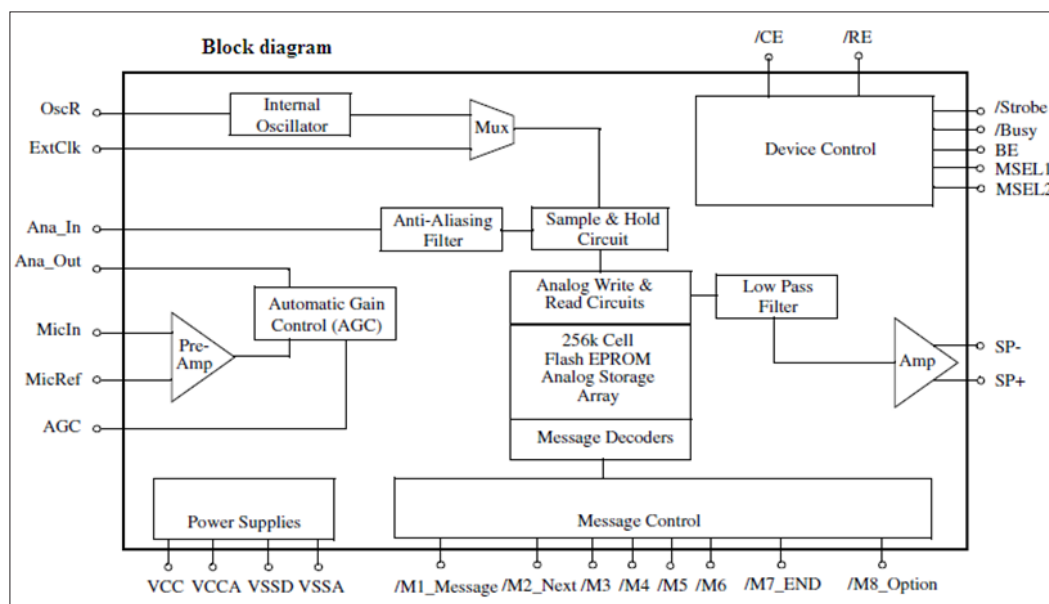 Block diagram
/CE
/RE
OscR
Internal
Oscillator
Mux
ExtClk
Device Control
/Strobe
/Busy
BE
MSEL1
MSEL2
Ana_In
Anti-Aliasing
Filter
Sample & Hold
Circuit
Ana_Out
Automatic Gain
Control (AGC)
Analog Write &
Read Circuits
Low Pass
Filter
MicIn
Pre-
Amp
MicRef
256k Cell
Flash EPROM
Analog Storage
Array
Amp
SP-
SP+
AGC
Message Decoders
Power Supplies
Message Control
VCC
VCCA
VSSD
VSSA
/M1_Message
/M2_Next
/M3
/M4
/M5
/M6
/M7_END
/M8_Option